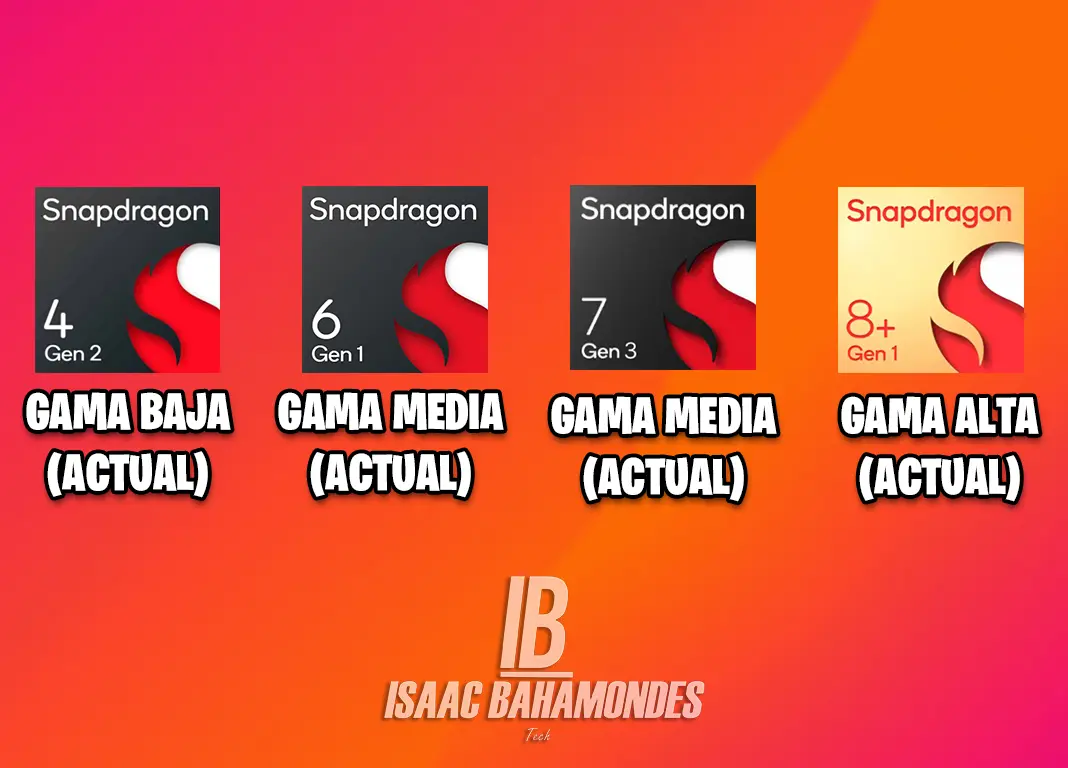 Snapdragon
4
Gen 2
GAMA BAJA
(ACTUAL)
Snapdragon
6
Gen 1
GAMA MEDIA
(ACTUAL)
Snapdragon
7
Gen 3
GAMA MEDIA
(ACTUAL)
Snapdragon
8+
Gen 1
GAMA ALTA
(ACTUAL)
IB
ISAAC BAHAMONDES
Tech